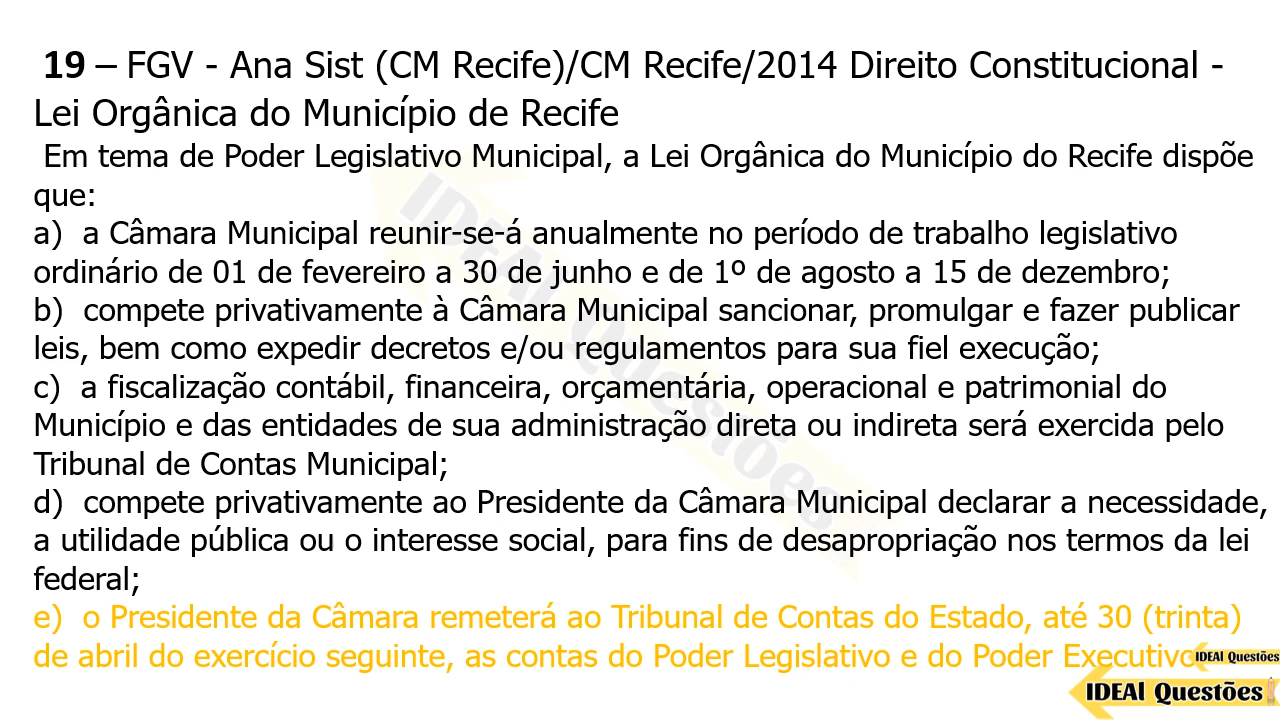 19 – FGV - Ana Sist (CM Recife)/CM Recife/2014 Direito Constitucional -
Lei Orgânica do Município de Recife
Em tema de Poder Legislativo Municipal, a Lei Orgânica do Município do Recife dispõe
que:
a) a Câmara Municipal reunir-se-á anualmente no período de trabalho legislativo
ordinário de 01 de fevereiro a 30 de junho e de 1º de agosto a 15 de dezembro;
b) compete privativamente à Câmara Municipal sancionar, promulgar e fazer publicar
leis, bem como expedir decretos e/ou regulamentos para sua fiel execução;
c) a fiscalização contábil, financeira, orçamentária, operacional e patrimonial do
Município e das entidades de sua administração direta ou indireta será exercida pelo
Tribunal de Contas Municipal;
d) compete privativamente ao Presidente da Câmara Municipal declarar a necessidade,
a utilidade pública ou o interesse social, para fins de desapropriação nos termos da lei
federal;
e) o Presidente da Câmara remeterá ao Tribunal de Contas do Estado, até 30 (trinta)
de abril do exercício seguinte, as contas do Poder Legislativo e do Poder Executivo
IDEAl Questões
IDEAl Questões
IDEAl Questões